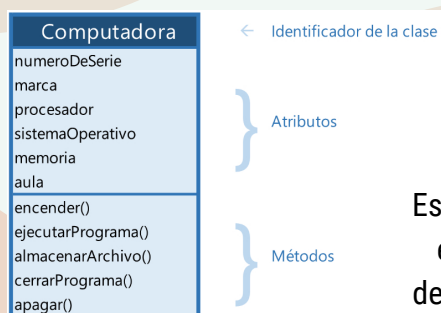 Computadora
← Identificador de la clase
numeroDeSerie
marca
procesador
sistemaOperativo
memoria
aula
Atributos
encender()
ejecutarPrograma()
almacenarArchivo()
cerrarPrograma()
apagar()
Métodos
Es
de